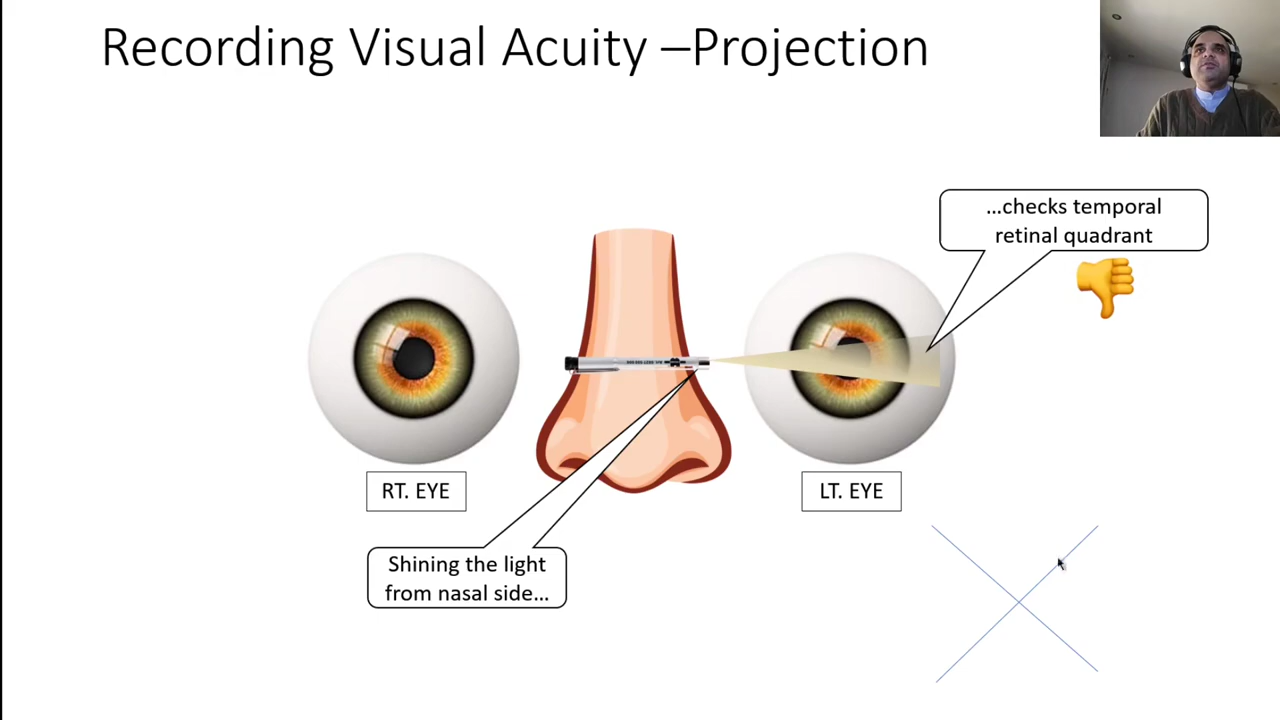 Recording Visual Acuity –Projection
...checks temporal
retinal quadrant
RT. EYE
LT. EYE
Shining the light
from nasal side...